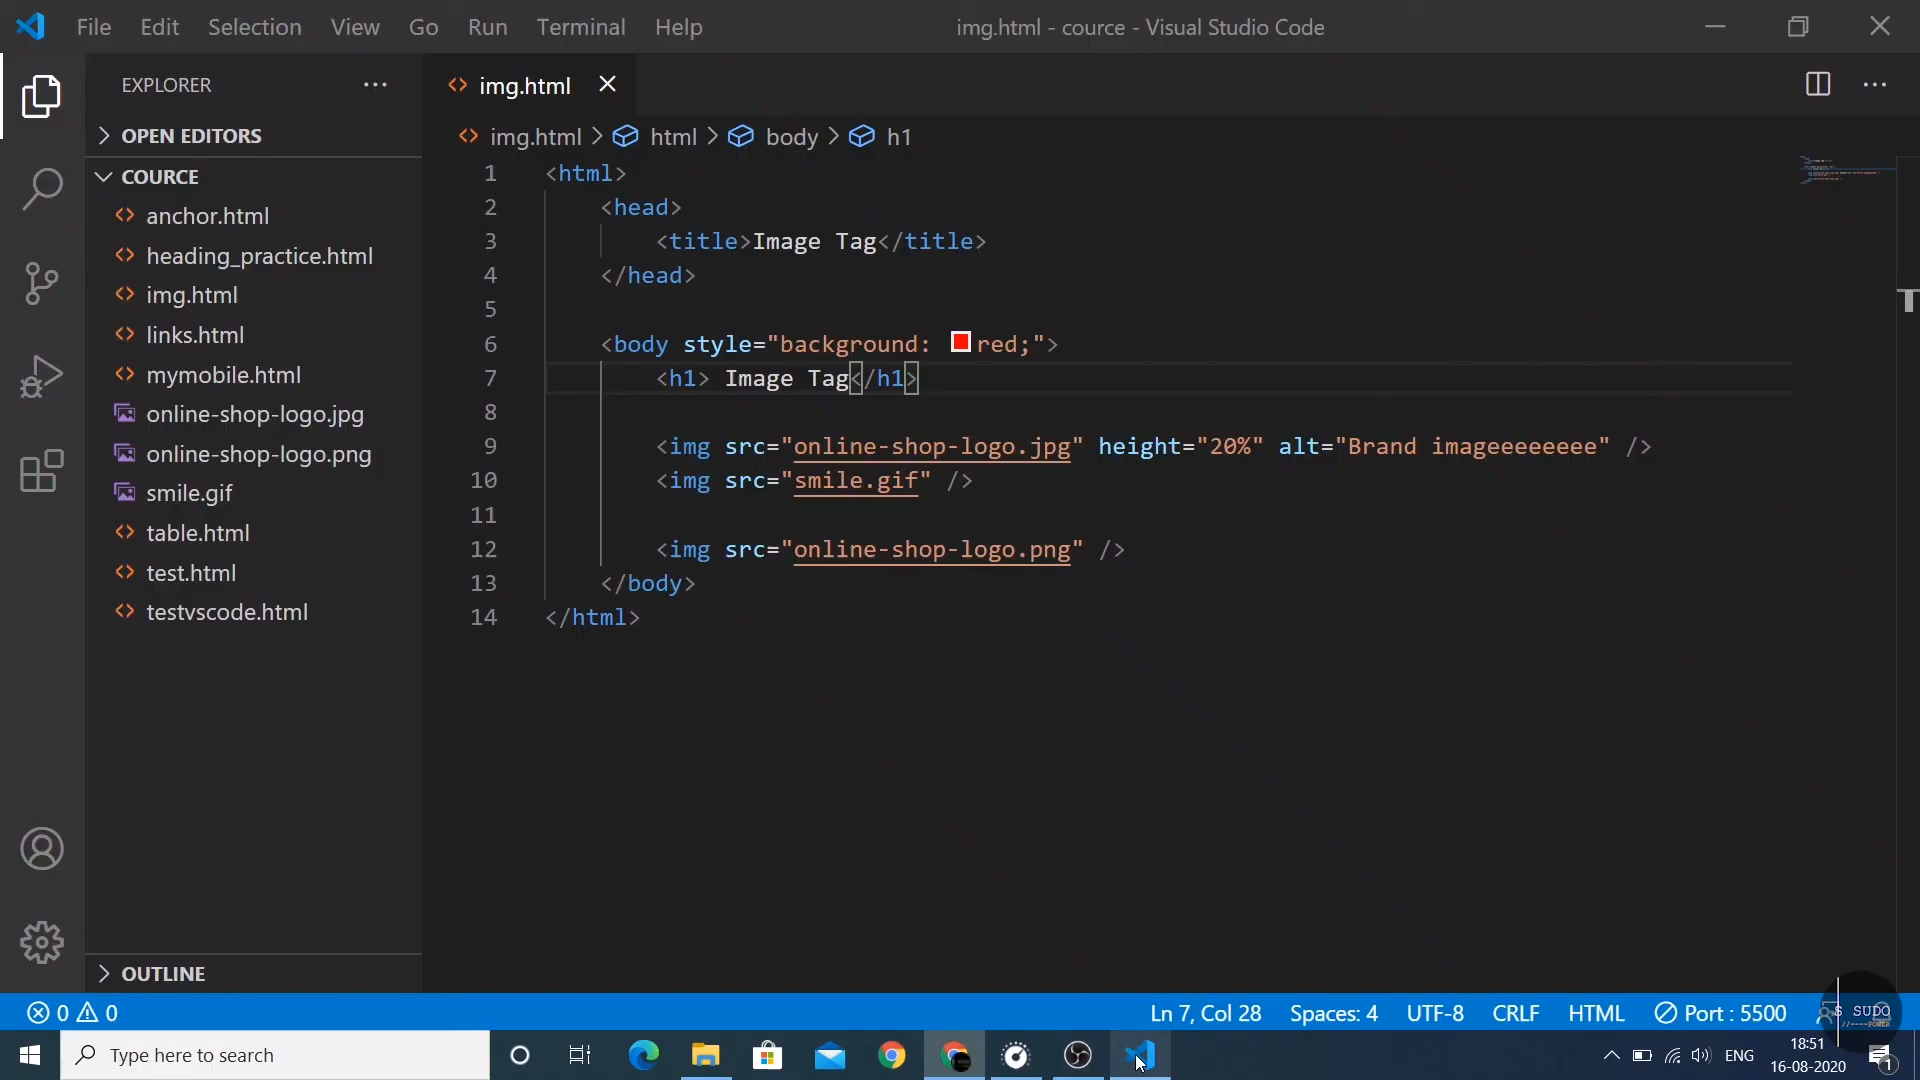 File Edit Selection View Go Run Terminal Help
img.html - cource - Visual Studio Code
EXPLORER
img.html
OPEN EDITORS
img.html html body h1
COURCE
anchor.html
heading_practice.html
img.html
links.html
mymobile.html
online-shop-logo.jpg
online-shop-logo.png
smile.gif
table.html
test.html
testvscode.html
OUTLINE
1 <html>
2 <head>
3 <title>Image Tag</title>
4 </head>
5
6 <body style="background: red;">
7 <h1> Image Tag</h1>
8
9 <img src="online-shop-logo.jpg" height="20%" alt="Brand imageeeeeeee" />
10 <img src="smile.gif" />
11
12 <img src="online-shop-logo.png" />
13 </body>
14 </html>
0 0
Ln 7, Col 28 Spaces: 4 UTF-8 CRLF HTML Port : 5500
S SUDO
//----POWER
Type here to search
ENG
18:51
16-08-2020
1